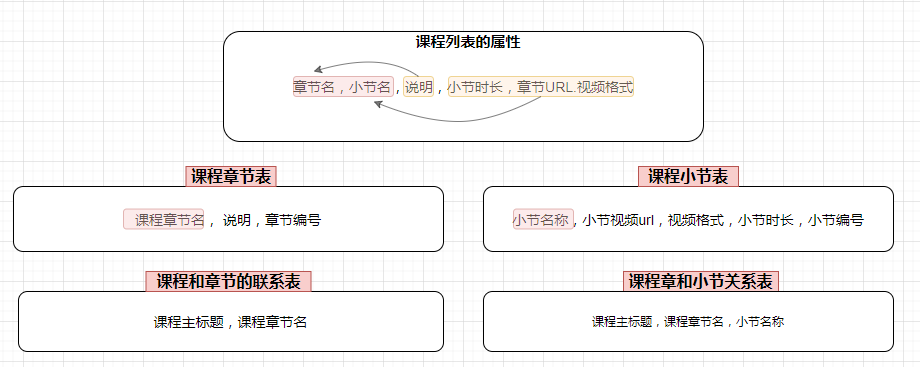 课程列表的属性
章节名，小节名，说明，小节时长，章节URL.视频格式
课程章节表
课程章节名， 说明，章节编号
课程小节表
小节名称，小节视频url，视频格式，小节时长，小节编号
课程和章节的联系表
课程主标题，课程章节名
课程章和小节关系表
课程主标题，课程章节名，小节名称